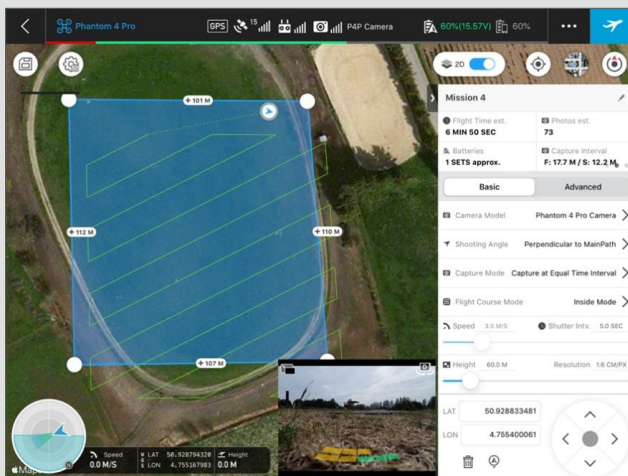 Phantom 4 Pro
GPS 15 P4P Camera 60%(15.57V) 60%
2D
+ 101 M
+ 112 M
+ 110 M
+ 107 M
Mission 4
Flight Time est. Photos est.
6 MIN 50 SEC 73
Batteries Capture Interval
1 SETS approx. F: 17.7 M / S: 12.2 M
Basic Advanced
Camera Model Phantom 4 Pro Camera
Shooting Angle Perpendicular to MainPath
Capture Mode Capture at Equal Time Interval
Flight Course Mode Inside Mode
Speed 3.5 M/S Shutter Intv. 5.0 SEC
Height 60.0 M Resolution 1.6 CM/PX
LAT 50.928833481
LON 4.755400061
Speed
0.0 M/S
LAT 50.928794320
LON 4.755167983
Height
0.0 M
Maps